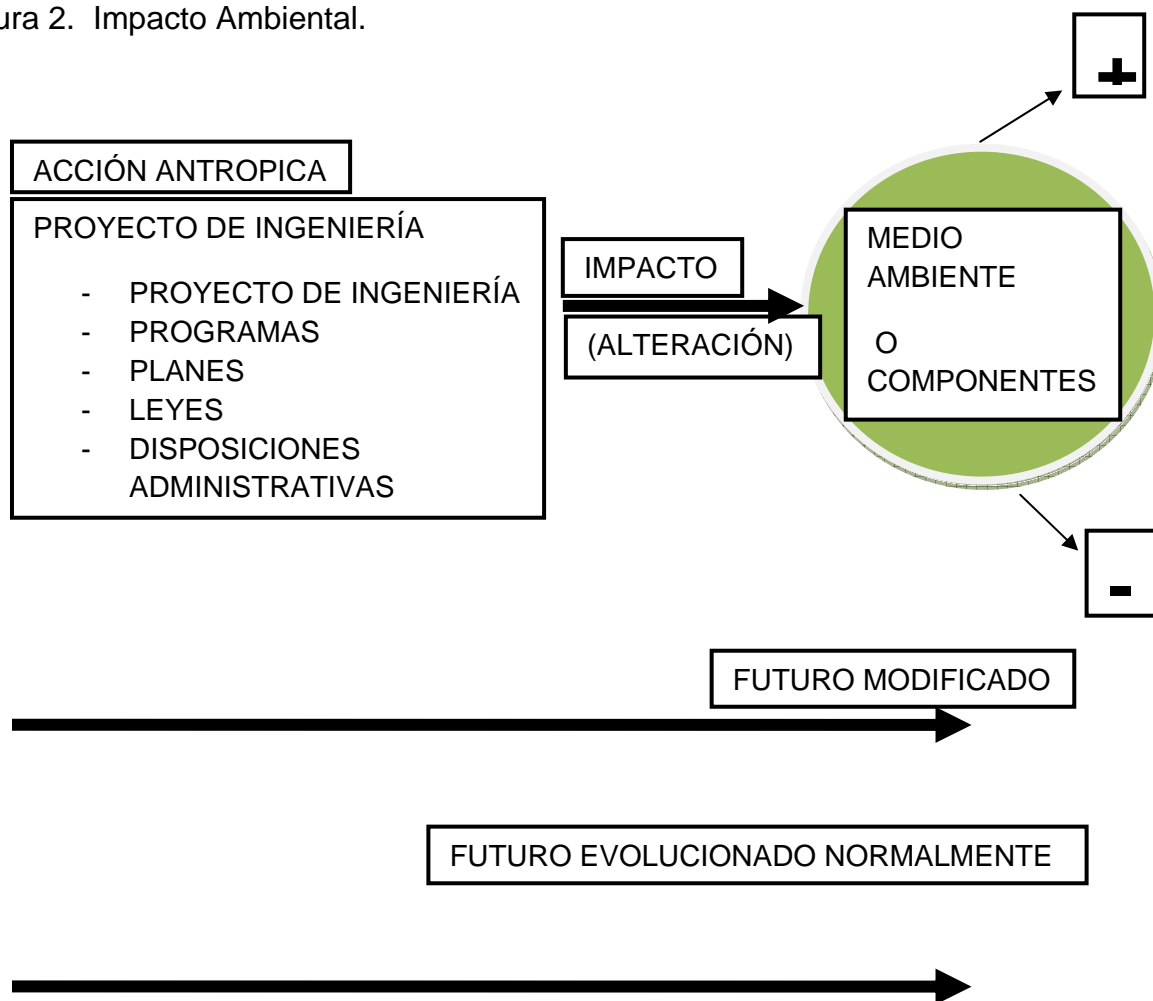 ura 2. Impacto Ambiental.
+
ACCIÓN ANTROPICA
PROYECTO DE INGENIERÍA
- PROYECTO DE INGENIERÍA
- PROGRAMAS
- PLANES
- LEYES
- DISPOSICIONES
ADMINISTRATIVAS
IMPACTO
(ALTERACIÓN)
MEDIO
AMBIENTE
O
COMPONENTES
-
FUTURO MODIFICADO
FUTURO EVOLUCIONADO NORMALMENTE